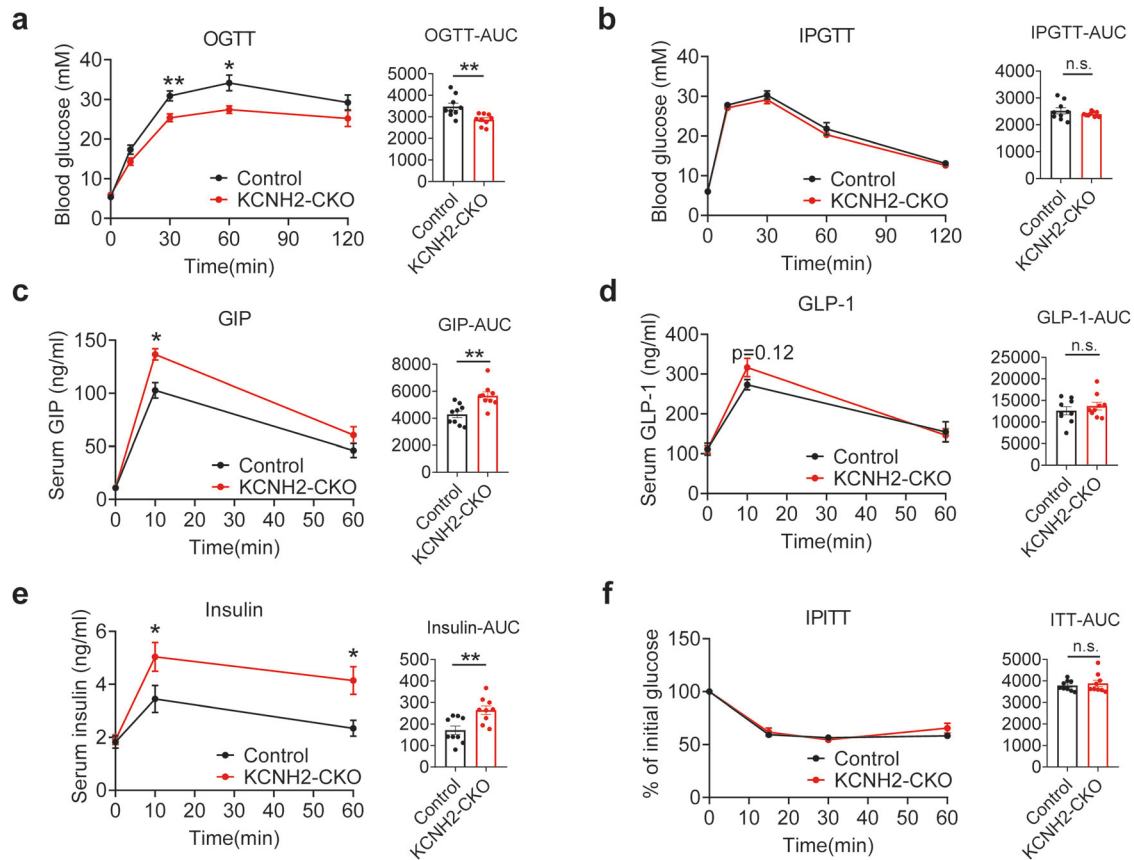 a
OGTT
Blood glucose (mM)
40
30
20
10
0
** *
Control
KCNH2-CKO
0 30 60 90 120
Time(min)
OGTT-AUC
**
5000
4000
3000
2000
1000
0
Control
KCNH2-CKO
b
IPGTT
Blood glucose (mM)
40
30
20
10
0
Control
KCNH2-CKO
0 30 60 90 120
Time(min)
IPGTT-AUC
n.s.
4000
3000
2000
1000
0
Control
KCNH2-CKO
c
GIP
Serum GIP (ng/ml)
150
100
50
0
*
Control
KCNH2-CKO
0 10 20 30 40 50 60
Time(min)
GIP-AUC
**
8000
6000
4000
2000
0
Control
KCNH2-CKO
d
GLP-1
Serum GLP-1 (ng/ml)
400
300
200
100
0
p=0.12
Control
KCNH2-CKO
0 10 20 30 40 50 60
Time(min)
GLP-1-AUC
n.s.
25000
20000
15000
10000
5000
0
Control
KCNH2-CKO
e
Insulin
Serum insulin (ng/ml)
6
4
2
0
* *
Control
KCNH2-CKO
0 10 20 30 40 50 60
Time(min)
Insulin-AUC
**
500
400
300
200
100
0
Control
KCNH2-CKO
f
IPITT
% of initial glucose
150
100
50
0
Control
KCNH2-CKO
0 10 20 30 40 50 60
Time(min)
ITT-AUC
n.s.
5000
4000
3000
2000
1000
0
Control
KCNH2-CKO